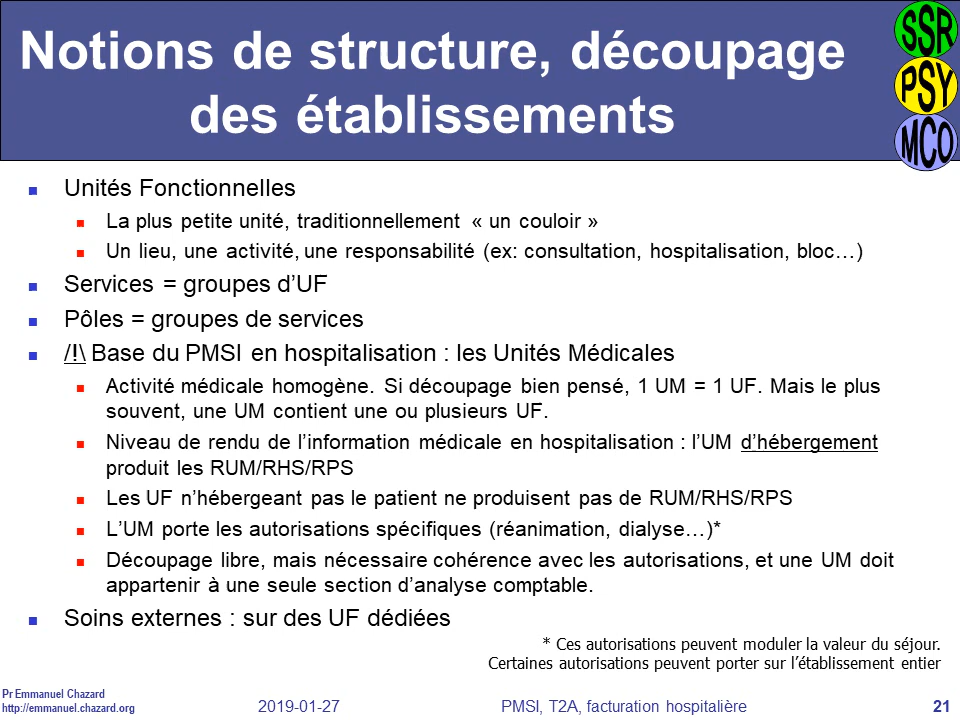 Notions de structure, découpage
des établissements
SSR
PSY
MCO
Unités Fonctionnelles
La plus petite unité, traditionnellement « un couloir »
Un lieu, une activité, une responsabilité (ex: consultation, hospitalisation, bloc…)
Services = groupes d’UF
Pôles = groupes de services
/!\ Base du PMSI en hospitalisation : les Unités Médicales
Activité médicale homogène. Si découpage bien pensé, 1 UM = 1 UF. Mais le plus
souvent, une UM contient une ou plusieurs UF.
Niveau de rendu de l’information médicale en hospitalisation : l’UM d’hébergement
produit les RUM/RHS/RPS
Les UF n’hébergeant pas le patient ne produisent pas de RUM/RHS/RPS
L’UM porte les autorisations spécifiques (réanimation, dialyse…)*
Découpage libre, mais nécessaire cohérence avec les autorisations, et une UM doit
appartenir à une seule section d’analyse comptable.
Soins externes : sur des UF dédiées
* Ces autorisations peuvent moduler la valeur du séjour.
Certaines autorisations peuvent porter sur l’établissement entier
Pr Emmanuel Chazard
http://emmanuel.chazard.org
2019-01-27
PMSI, T2A, facturation hospitalière
21